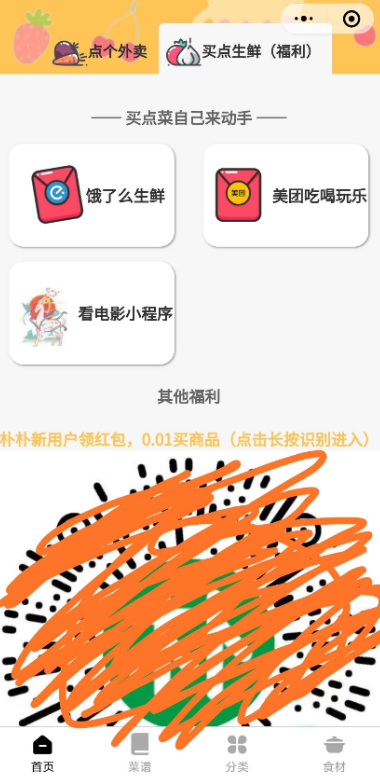 点个外卖
买点生鲜（福利）
买点菜自己来动手
饿了么生鲜
美团
美团吃喝玩乐
看电影小程序
其他福利
朴朴新用户领红包，0.01买商品（点击长按识别进入）
首页
菜谱
分类
食材